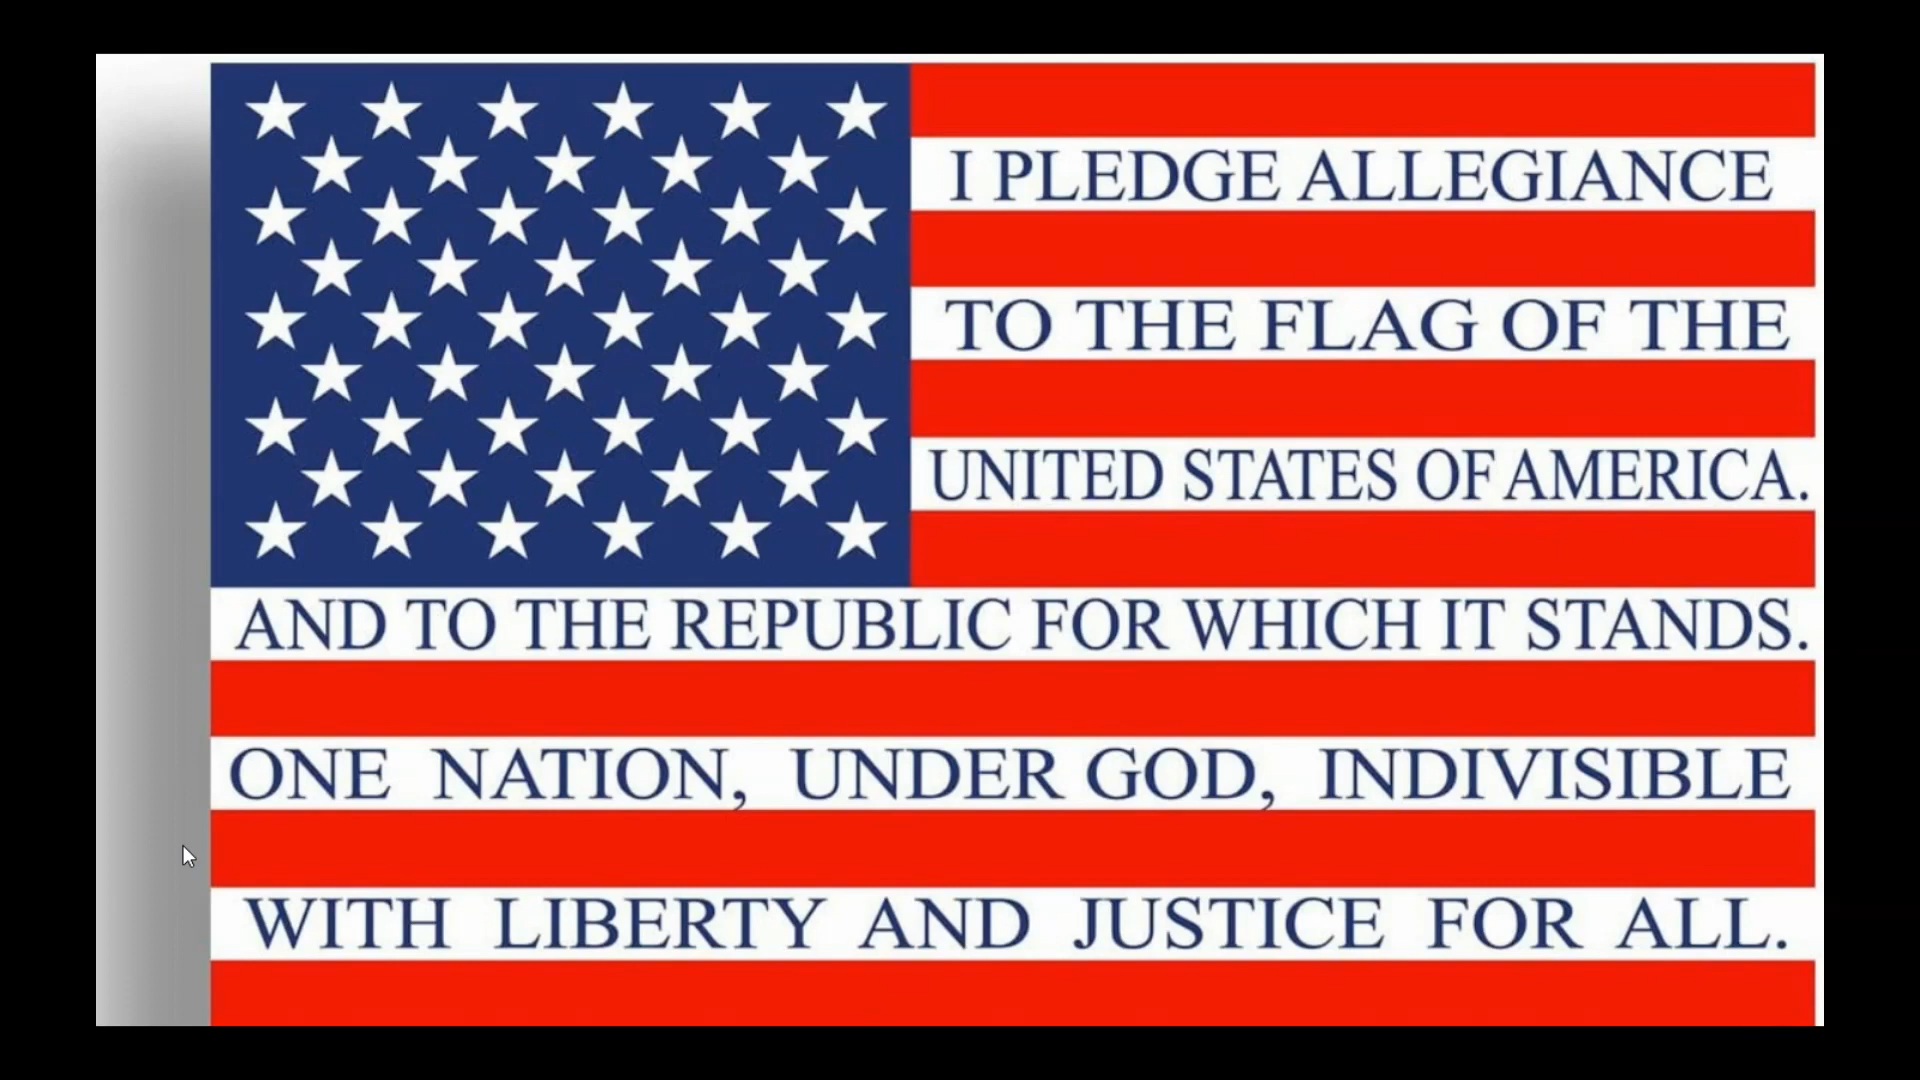 I PLEDGE ALLEGIANCE
TO THE FLAG OF THE
UNITED STATES OF AMERICA.
AND TO THE REPUBLIC FOR WHICH IT STANDS.
ONE NATION, UNDER GOD, INDIVISIBLE
WITH LIBERTY AND JUSTICE FOR ALL.